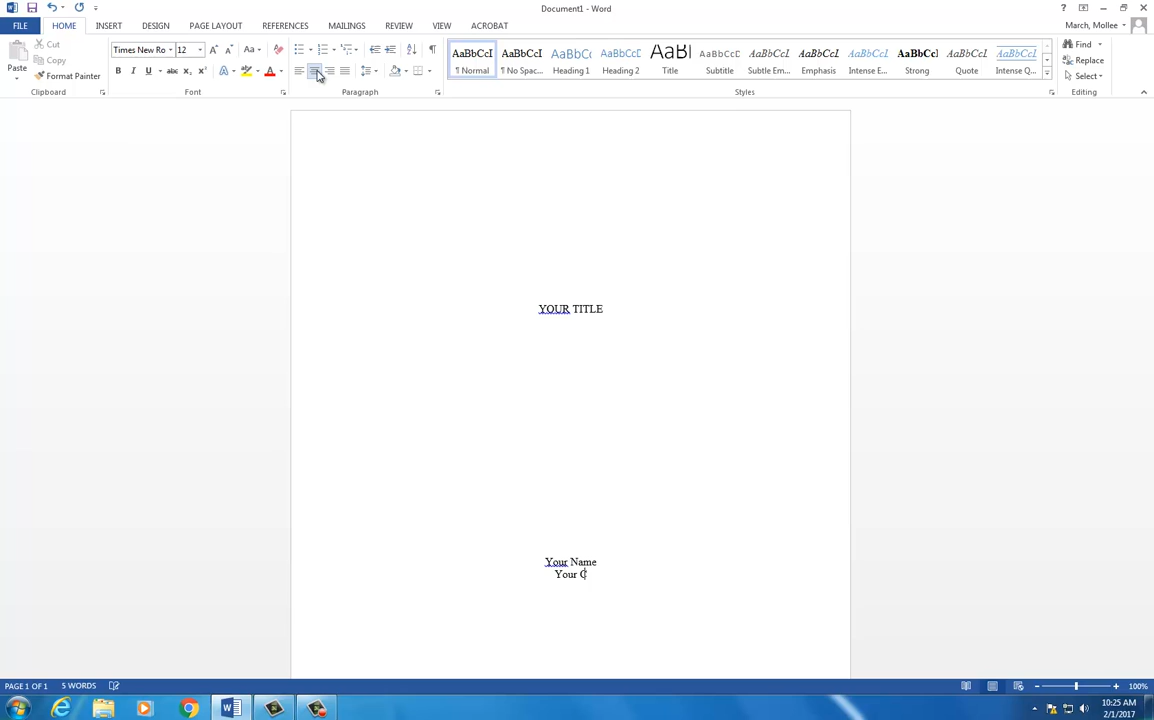 Document1 - Word
FILE HOME INSERT DESIGN PAGE LAYOUT REFERENCES MAILINGS REVIEW VIEW ACROBAT
March, Mollee
Paste
Cut
Copy
Format Painter
Clipboard
Times New Ro 12
Font
Paragraph
AaBbCcI AaBbCcI AaBbCc AaBbCcD AaBl AaBbCcD AaBbCcI AaBbCcI AaBbCcI AaBbCcI AaBbCcI AaBbCcI
¶ Normal ¶ No Spac... Heading 1 Heading 2 Title Subtitle Subtle Em... Emphasis Intense E... Strong Quote Intense Q...
Styles
Find
Replace
Select
Editing
YOUR TITLE
Your Name
Your C
PAGE 1 OF 1 5 WORDS
100%
10:25 AM
2/1/2017